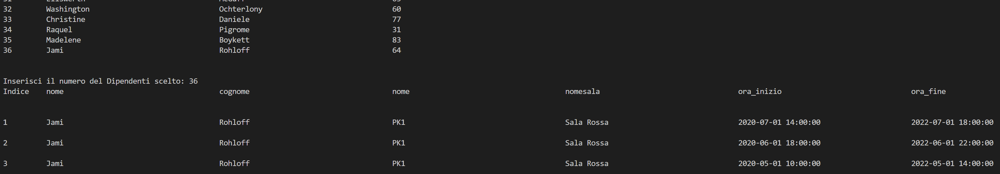 32 Washington Ochterlony 60
33 Christine Daniele 77
34 Raquel Pigrome 31
35 Madelene Boykett 83
36 Jami Rohloff 64
Inserisci il numero del Dipendenti scelto: 36
Indice nome cognome nome nomesala ora_inizio ora_fine
1 Jami Rohloff PK1 Sala Rossa 2020-07-01 14:00:00 2022-07-01 18:00:00
2 Jami Rohloff PK1 Sala Rossa 2020-06-01 18:00:00 2022-06-01 22:00:00
3 Jami Rohloff PK1 Sala Rossa 2020-05-01 10:00:00 2022-05-01 14:00:00